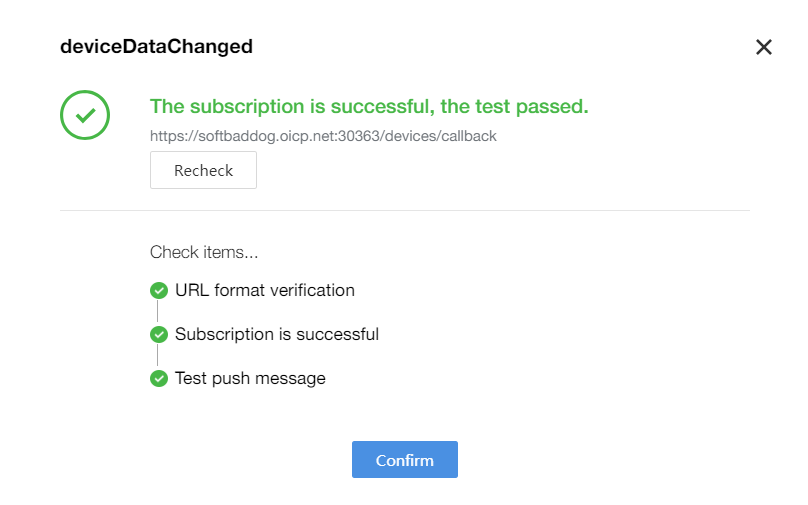 deviceDataChanged
The subscription is successful, the test passed.
https://softbaddog.oicp.net:30363/devices/callback
Recheck
Check items...
URL format verification
Subscription is successful
Test push message
Confirm